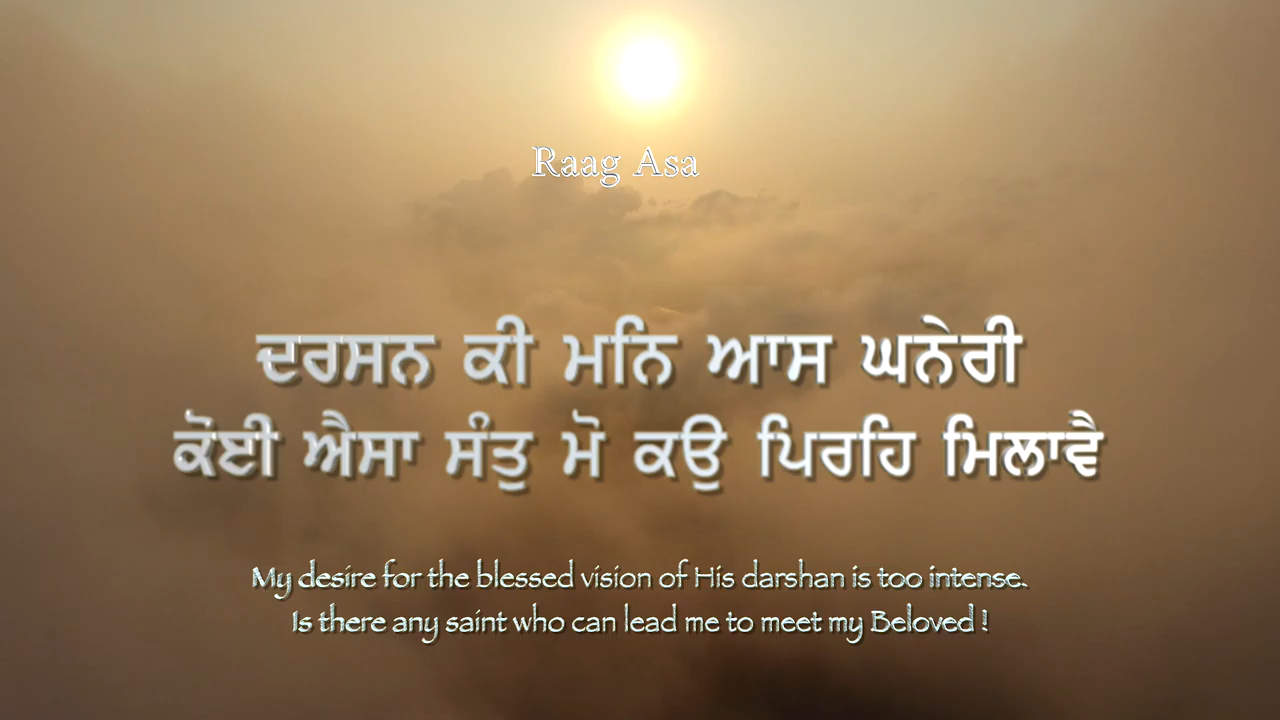 Raag Asa
ਦਰਸਨ ਕੀ ਮਨਿ ਆਸ ਘਨੇਰੀ
ਕੋਈ ਐਸਾ ਸੰਤੁ ਮੋ ਕਉ ਪਿਰਹਿ ਮਿਲਾਵੈ
My desire for the blessed vision of His darshan is too intense.
Is there any saint who can lead me to meet my Beloved !